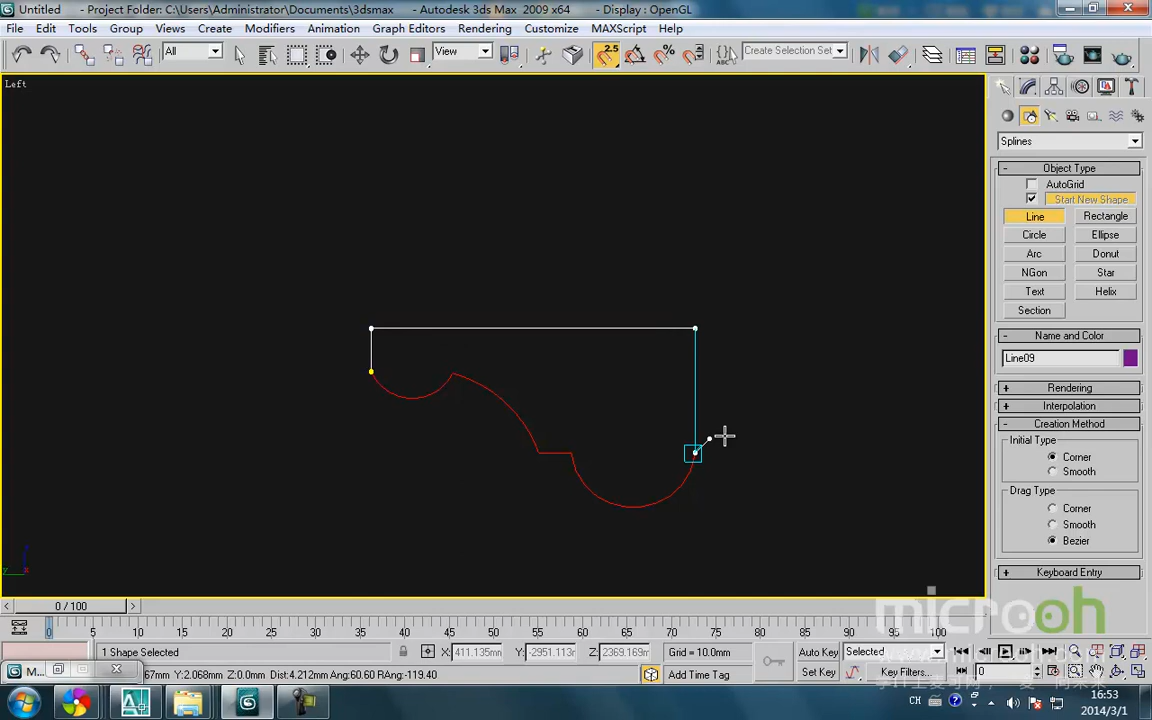 Untitled - Project Folder: C:\Users\Administrator\Documents\3dsmax - Autodesk 3ds Max 2009 x64 - Display : OpenGL
File Edit Tools Group Views Create Modifiers Animation Graph Editors Rendering Customize MAXScript Help
All View 2.5 ABC Create Selection Set
Left
Splines
Object Type
AutoGrid
Start New Shape
Line Rectangle
Circle Ellipse
Arc Donut
NGon Star
Text Helix
Section
Name and Color
Line09
Rendering
Interpolation
Creation Method
Initial Type
Corner
Smooth
Drag Type
Corner
Smooth
Bezier
Keyboard Entry
microoh
0 / 100
0 5 10 15 20 25 30 35 40 45 50 55 60 65 70 75 80 85 90 95 100
1 Shape Selected X: 411.135mm Y: -2951.113m Z: 2369.169m Grid = 10.0mm Auto Key Selected
M... 67mm Y:2.068mm Z:0.0mm Dist:4.212mm Ang:60.60 RAng:-119.40 Add Time Tag Set Key Key Filters... 0
CH 16:53
2014/3/1